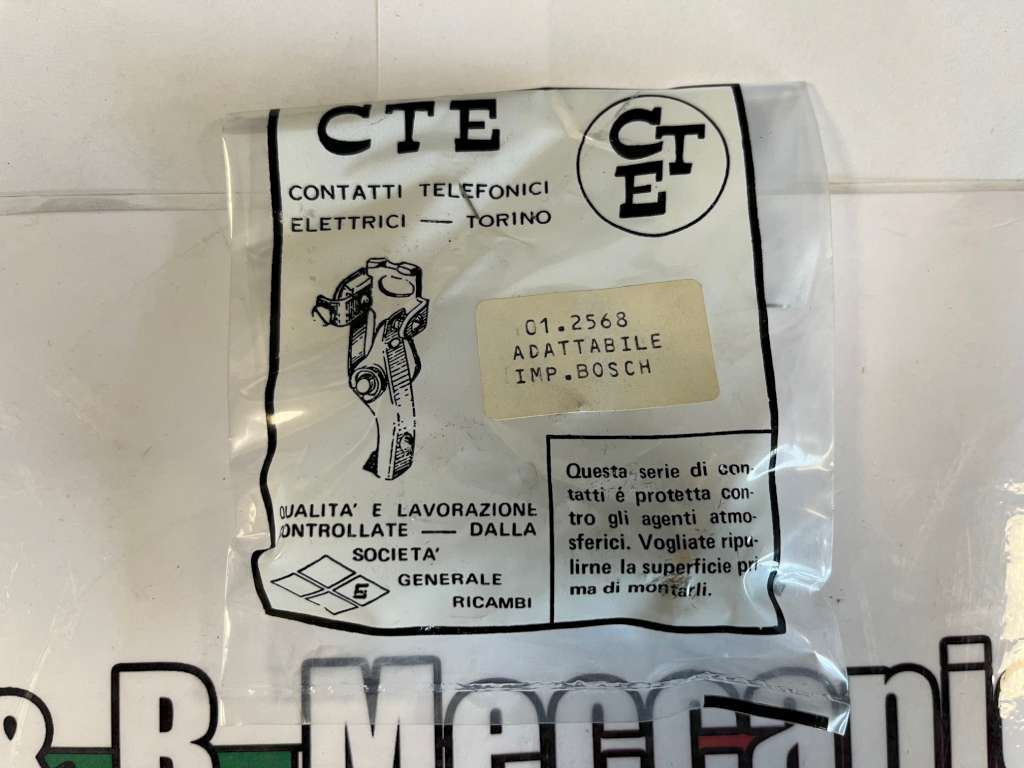 CTE
CTE
CONTATTI TELEFONICI
ELETTRICI — TORINO
01.2568
ADATTABILE
IMP.BOSCH
QUALITA' E LAVORAZIONE
CONTROLLATE — DALLA
SOCIETA'
GENERALE
RICAMBI
Questa serie di con-
tatti é protetta con-
tro gli agenti atmo-
sferici. Vogliate ripu-
lirne la superficie pri-
ma di montarli.
& R Meccanic